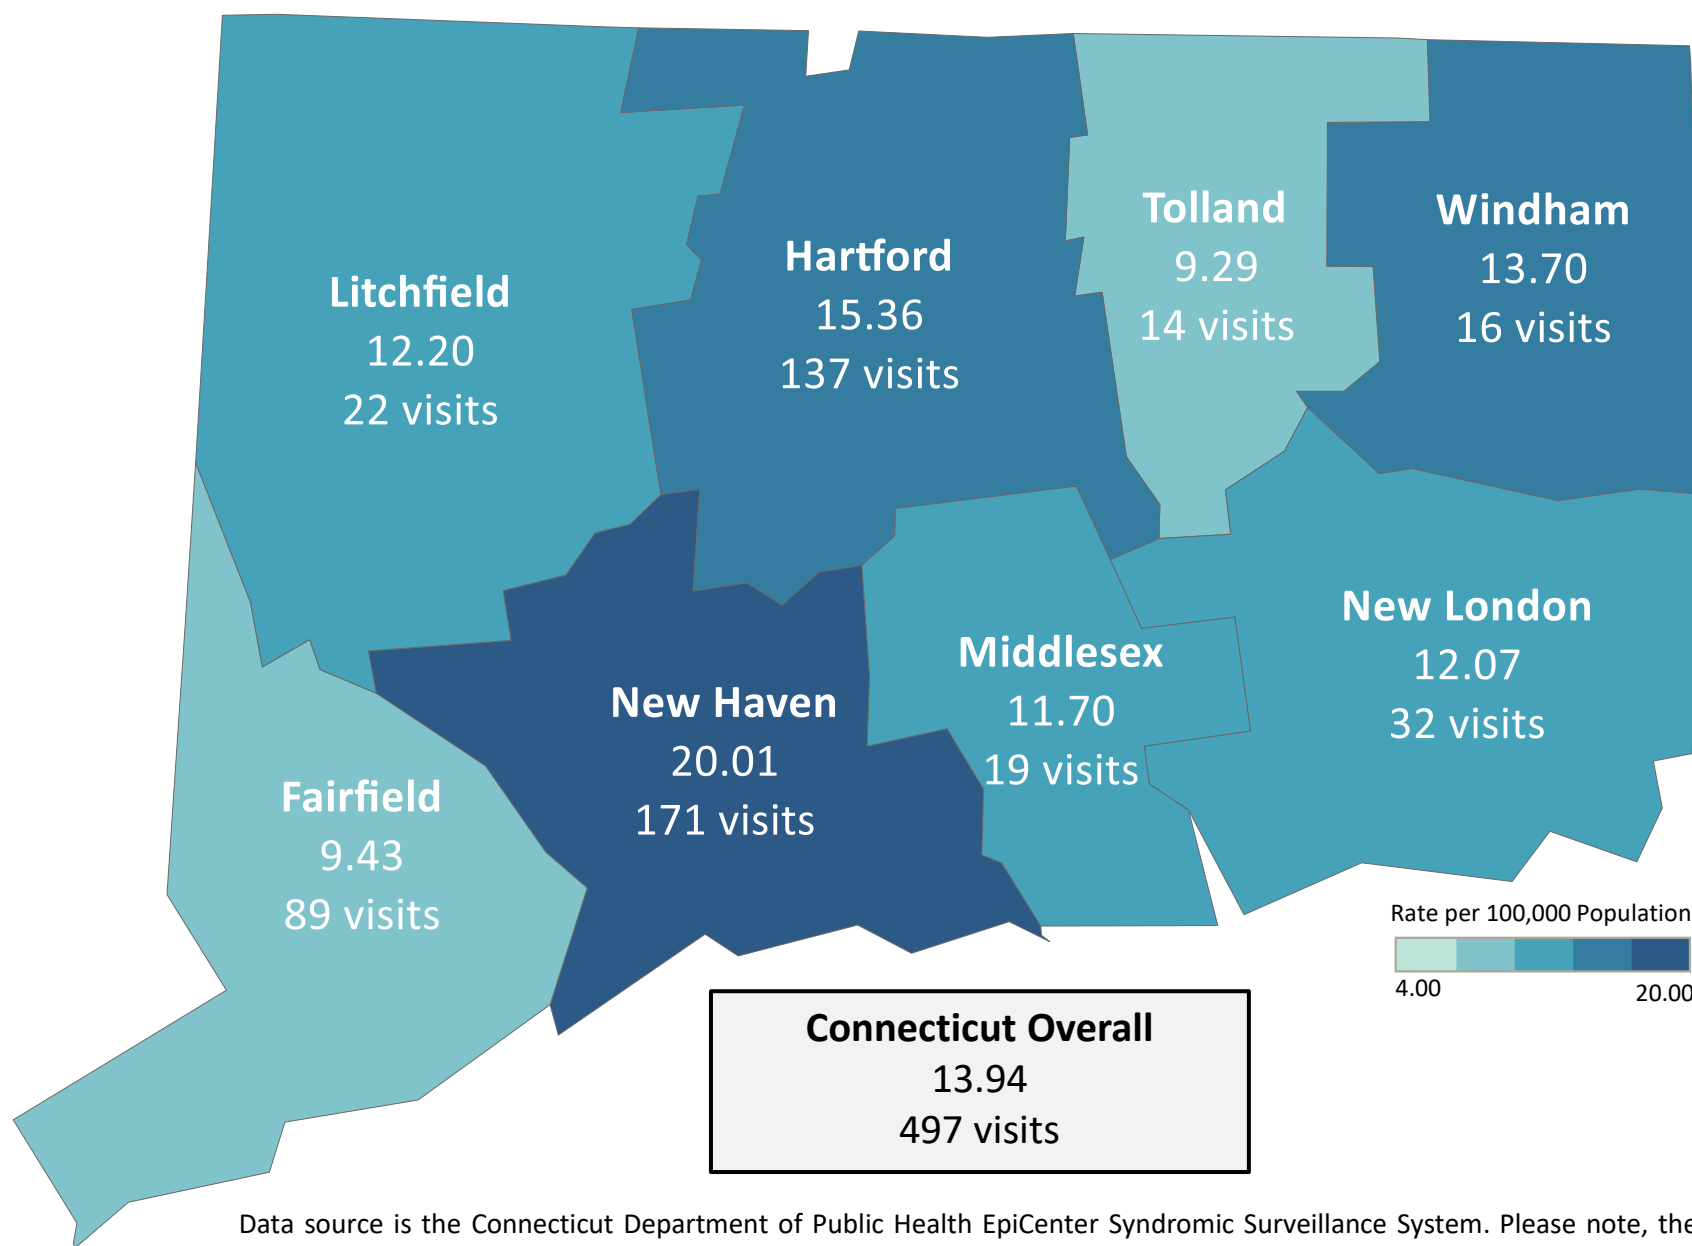 Litchfield
12.20
22 visits
Hartford
15.36
137 visits
Tolland
9.29
14 visits
Windham
13.70
16 visits
Fairfield
9.43
89 visits
New Haven
20.01
171 visits
Middlesex
11.70
19 visits
New London
12.07
32 visits
Rate per 100,000 Population
4.00
20.00
Connecticut Overall
13.94
497 visits
Data source is the Connecticut Department of Public Health EpiCenter Syndromic Surveillance System. Please note, the